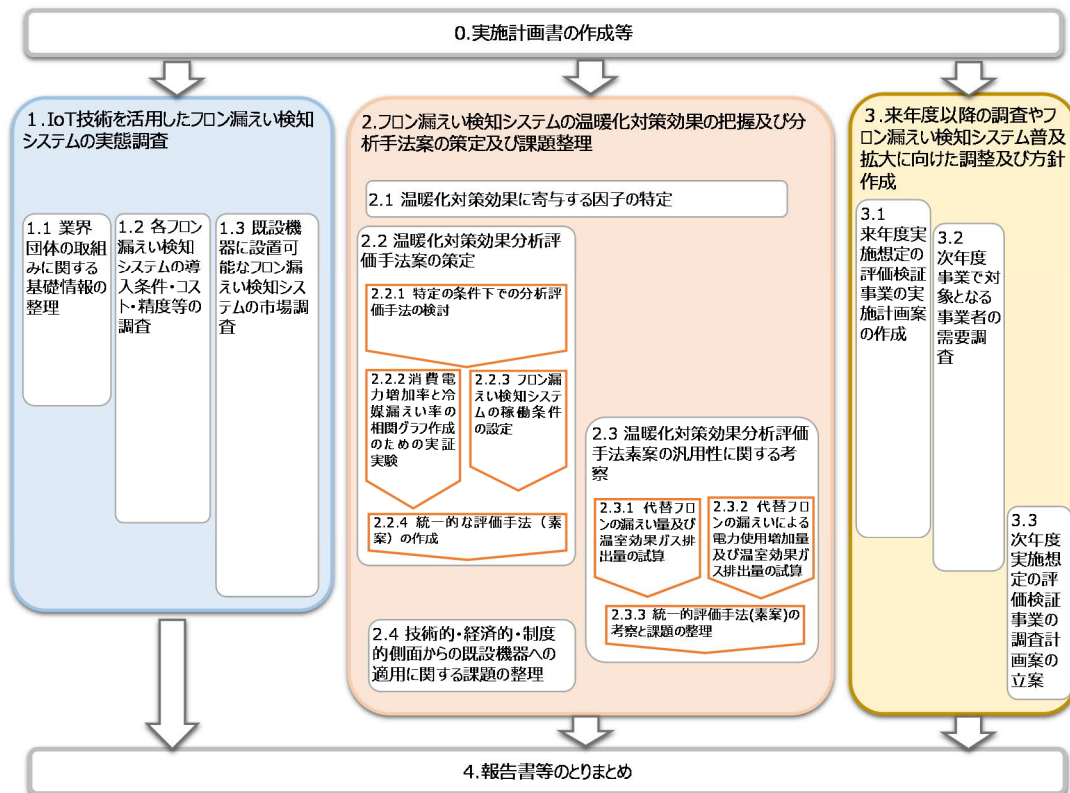 0.実施計画書の作成等
1.IoT技術を活用したフロン漏えい検知
システムの実態調査
1.1 業界
団体の取組
みに関する
基礎情報の
整理
1.2 各フロン
漏えい検知
システムの導
入条件・コス
ト・精度等の
調査
1.3 既設機
器に設置可
能なフロン漏
えい検知シス
テムの市場調
査
2.フロン漏えい検知システムの温暖化対策効果の把握及び分
析手法案の策定及び課題整理
2.1 温暖化対策効果に寄与する因子の特定
2.2 温暖化対策効果分析評
価手法案の策定
2.2.1 特定の条件下での分析評
価手法の検討
2.2.2消費電
力増加率と冷
媒漏えい率の
相関グラフ作成
のための実証
実験
2.2.3 フロン漏
えい検知システ
ムの稼働条件
の設定
2.2.4 統一的な評価手法(素
案)の作成
2.3 温暖化対策効果分析評価
手法素案の汎用性に関する考
察
2.3.1 代替フロ
ンの漏えい量及び
温室効果ガス排
出量の試算
2.3.2 代替フロ
ンの漏えいによる
電力使用増加量
及び温室効果ガ
ス排出量の試算
2.3.3 統一的評価手法(素案)の
考察と課題の整理
2.4 技術的・経済的・制度
的側面からの既設機器への
適用に関する課題の整理
3.来年度以降の調査やフ
ロン漏えい検知システム普及
拡大に向けた調整及び方針
作成
3.1
来年度実
施想定の
評価検証
事業の実
施計画案
の作成
3.2
次年度
事業で対
象となる
事業者の
需要調
査
3.3
次年度
実施想
定の評
価検証
事業の
調査計
画案の
立案
4.報告書等のとりまとめ